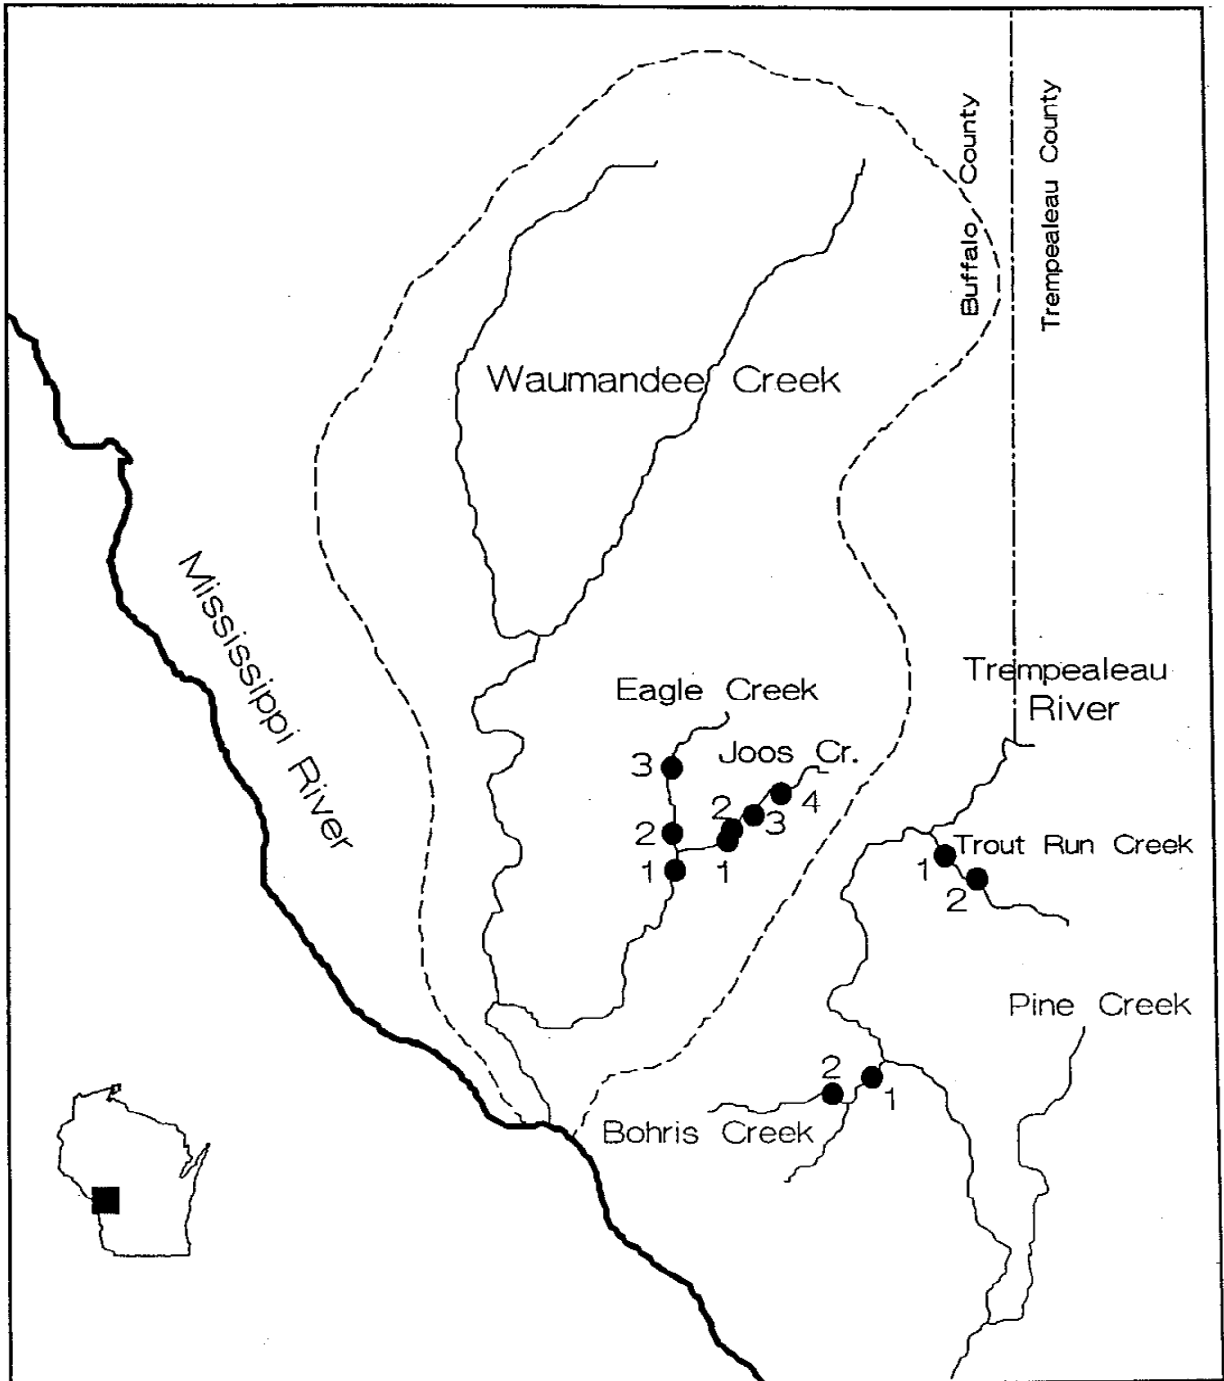 Buffalo County
Trempealeau County
Waumandee Creek
Mississippi River
Eagle Creek
Trempealeau
River
Joos Cr.
3
4
2
3
2
1
1
Trout Run Creek
1
2
Pine Creek
2
1
Bohris Creek